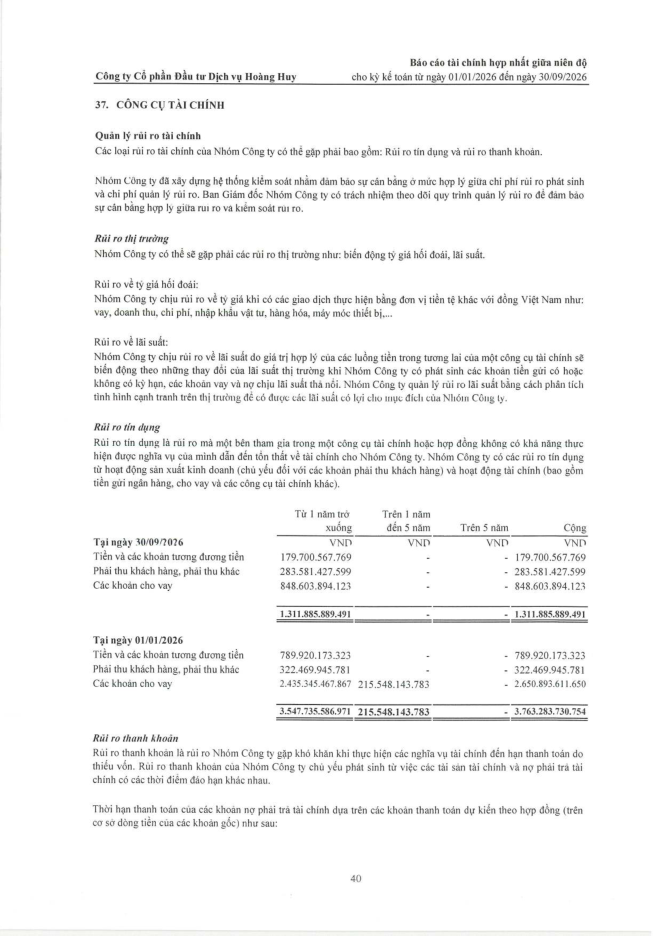 Báo cáo tài chính hợp nhất giữa niên độ
Công ty Cổ phần Đầu tư Dịch vụ Hoàng Huy cho kỳ kế toán từ ngày 01/01/2026 đến ngày 30/09/2026
37. CÔNG CỤ TÀI CHÍNH
Quản lý rủi ro tài chính
Các loại rủi ro tài chính của Nhóm Công ty có thể gặp phải bao gồm: Rủi ro tín dụng và rủi ro thanh khoản.
Nhóm Công ty đã xây dựng hệ thống kiểm soát nhằm đảm bảo sự cân bằng ở mức hợp lý giữa chi phí rủi ro phát sinh
và chi phí quản lý rủi ro. Ban Giám đốc Nhóm Công ty có trách nhiệm theo dõi quy trình quản lý rủi ro để đảm bảo
sự cân bằng hợp lý giữa rủi ro và kiểm soát rủi ro.
Rủi ro thị trường
Nhóm Công ty có thể sẽ gặp phải các rủi ro thị trường như: biến động tỷ giá hối đoái, lãi suất.
Rủi ro về tỷ giá hối đoái:
Nhóm Công ty chịu rủi ro về tỷ giá khi có các giao dịch thực hiện bằng đơn vị tiền tệ khác với đồng Việt Nam như:
vay, doanh thu, chi phí, nhập khẩu vật tư, hàng hóa, máy móc thiết bị,...
Rủi ro về lãi suất:
Nhóm Công ty chịu rủi ro về lãi suất do giá trị hợp lý của các luồng tiền trong tương lai của một công cụ tài chính sẽ
biến động theo những thay đổi của lãi suất thị trường khi Nhóm Công ty có phát sinh các khoản tiền gửi có hoặc
không có kỳ hạn, các khoản vay và nợ chịu lãi suất thả nổi. Nhóm Công ty quản lý rủi ro lãi suất bằng cách phân tích
tình hình cạnh tranh trên thị trường để có được các lãi suất có lợi cho mục đích của Nhóm Công ty.
Rủi ro tín dụng
Rủi ro tín dụng là rủi ro mà một bên tham gia trong một công cụ tài chính hoặc hợp đồng không có khả năng thực
hiện được nghĩa vụ của mình dẫn đến tổn thất về tài chính cho Nhóm Công ty. Nhóm Công ty có các rủi ro tín dụng
từ hoạt động sản xuất kinh doanh (chủ yếu đối với các khoản phải thu khách hàng) và hoạt động tài chính (bao gồm
tiền gửi ngân hàng, cho vay và các công cụ tài chính khác).
Từ 1 năm trở Trên 1 năm
xuống đến 5 năm Trên 5 năm Cộng
Tại ngày 30/09/2026 VND VND VND VND
Tiền và các khoản tương đương tiền 179.700.567.769 - - 179.700.567.769
Phải thu khách hàng, phải thu khác 283.581.427.599 - - 283.581.427.599
Các khoản cho vay 848.603.894.123 - - 848.603.894.123
1.311.885.889.491 - - 1.311.885.889.491
Tại ngày 01/01/2026
Tiền và các khoản tương đương tiền 789.920.173.323 - - 789.920.173.323
Phải thu khách hàng, phải thu khác 322.469.945.781 - - 322.469.945.781
Các khoản cho vay 2.435.345.467.867 215.548.143.783 - 2.650.893.611.650
3.547.735.586.971 215.548.143.783 - 3.763.283.730.754
Rủi ro thanh khoản
Rủi ro thanh khoản là rủi ro Nhóm Công ty gặp khó khăn khi thực hiện các nghĩa vụ tài chính đến hạn thanh toán do
thiếu vốn. Rủi ro thanh khoản của Nhóm Công ty chủ yếu phát sinh từ việc các tài sản tài chính và nợ phải trả tài
chính có các thời điểm đáo hạn khác nhau.
Thời hạn thanh toán của các khoản nợ phải trả tài chính dựa trên các khoản thanh toán dự kiến theo hợp đồng (trên
cơ sở dòng tiền của các khoản gốc) như sau:
40